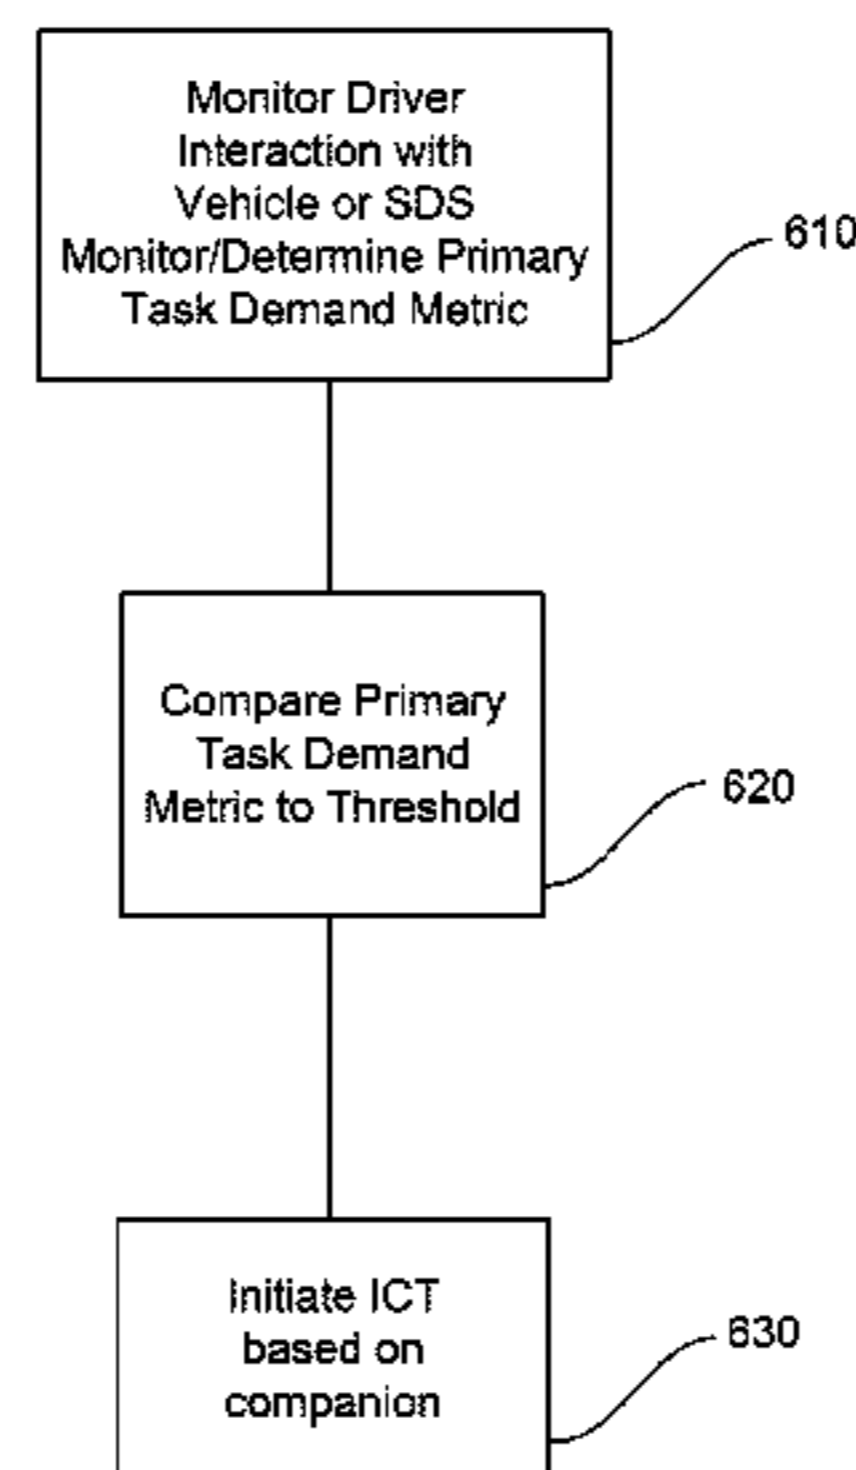 Monitor Driver
Interaction with
Vehicle or SDS
Monitor/Determine Primary
Task Demand Metric
610
Compare Primary
Task Demand
Metric to Threshold
620
Initiate ICT
based on
companion
630